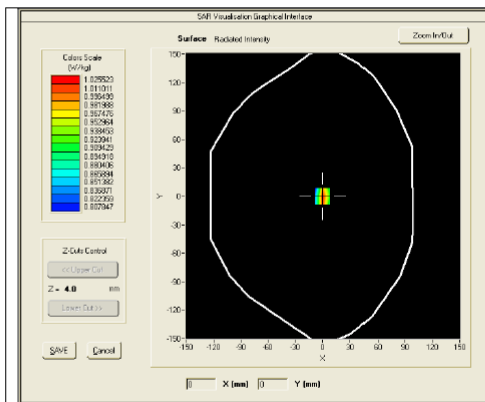 SAR Visualisation Graphical Interface
Surface Radiated Intensity
Zoom In/Out
Colors Scale
(W/kg)
1.025523
1.011011
0.996499
0.981988
0.967476
0.952964
0.938453
0.923941
0.909429
0.894918
0.880406
0.865894
0.851382
0.836871
0.822359
0.807847
Z-Cuts Control
<< Upper Cut
Z = 4.0 mm
Lower Cut >>
SAVE Cancel
150-
120-
90-
60-
30-
0-
-30-
-60-
-90-
-120-
-150-
Y
-150 -120 -90 -60 -30 0 30 60 90 120 150
X
0 X (mm) 0 Y (mm)